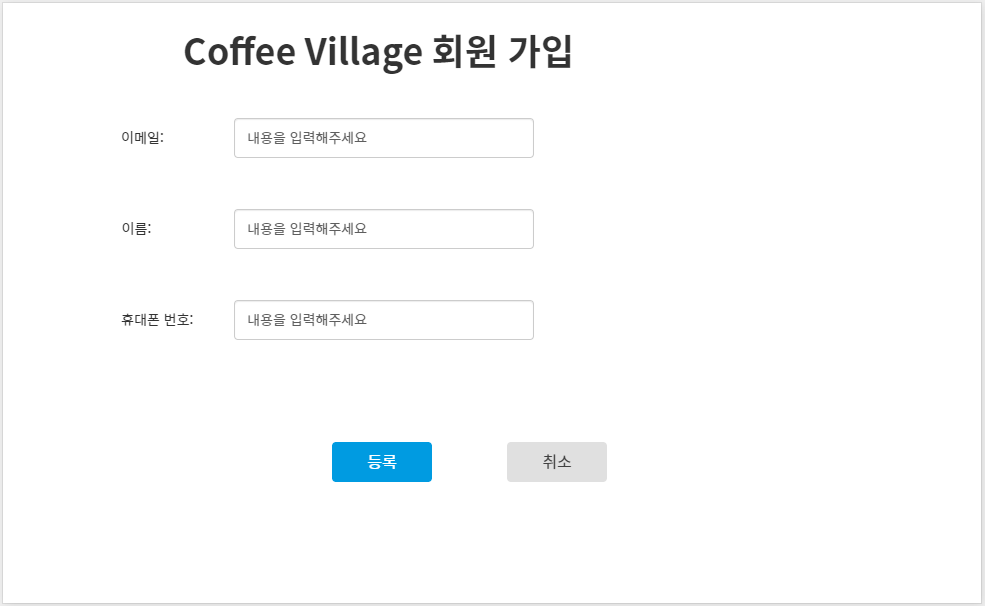 Coffee Village 회원 가입
이메일: 내용을 입력해주세요
이름: 내용을 입력해주세요
휴대폰 번호: 내용을 입력해주세요
등록 취소